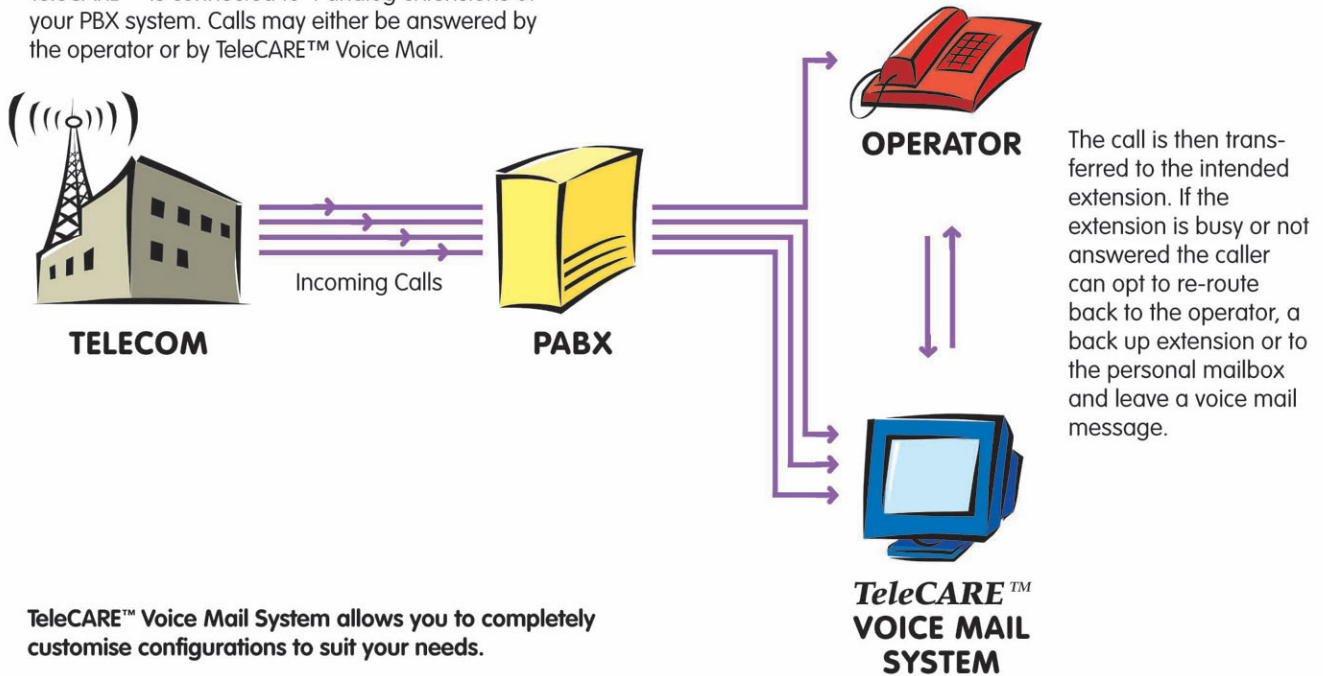 your PBX system. Calls may either be answered by
the operator or by TeleCARE™ Voice Mail.
OPERATOR
The call is then trans-
ferred to the intended
extension. If the
extension is busy or not
answered the caller
can opt to re-route
back to the operator, a
back up extension or to
the personal mailbox
and leave a voice mail
message.
Incoming Calls
TELECOM
PABX
TeleCARE™
VOICE MAIL
SYSTEM
TeleCARE™ Voice Mail System allows you to completely
customise configurations to suit your needs.